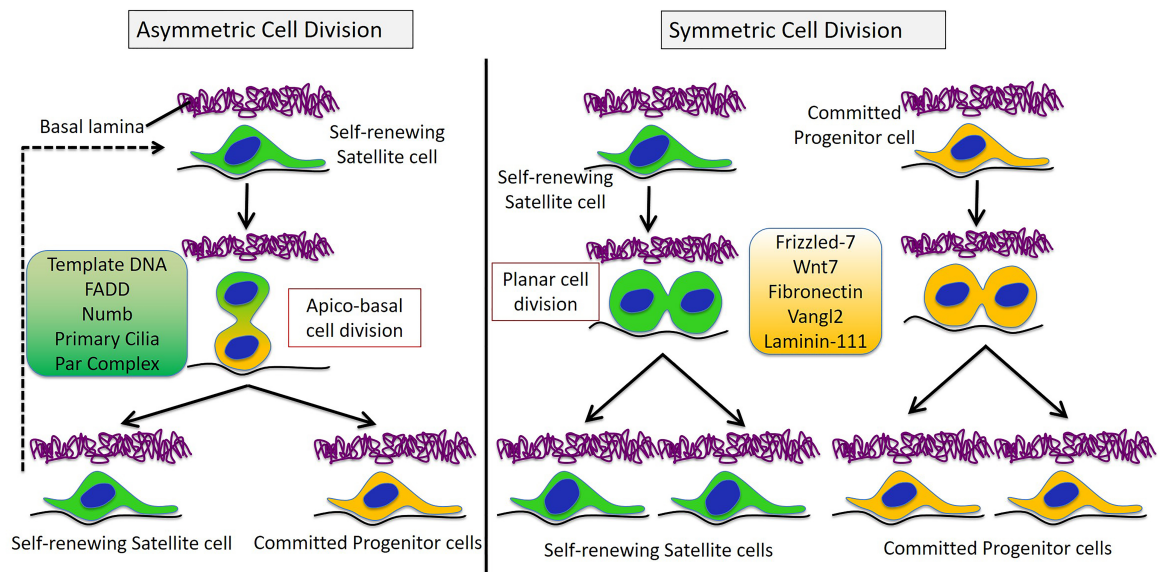 Asymmetric Cell Division
Basal lamina
Self-renewing
Satellite cell
Template DNA
FADD
Numb
Primary Cilia
Par Complex
Apico-basal
cell division
Self-renewing Satellite cell
Committed Progenitor cells
Symmetric Cell Division
Self-renewing
Satellite cell
Committed
Progenitor cell
Planar cell
division
Frizzled-7
Wnt7
Fibronectin
Vangl2
Laminin-111
Self-renewing Satellite cells
Committed Progenitor cells